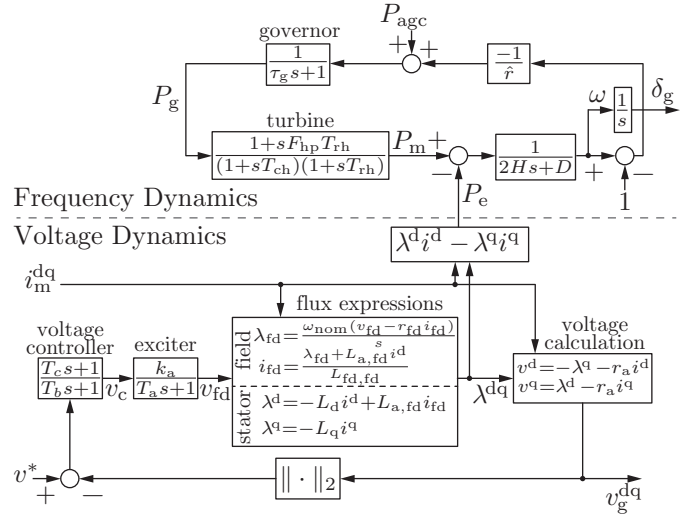 P_agc
governor
+ +
1/(τ_g s+1)
-1/r̂
P_g
ω 1/s δ_g
turbine
(1+sF_hp T_rh)/((1+sT_ch)(1+sT_rh))
P_m + −
1/(2Hs+D)
+ −
1
Frequency Dynamics
P_e
Voltage Dynamics
λ^d i^d − λ^q i^q
i_m^dq
flux expressions
voltage controller
exciter
field
λ_fd = ω_nom(v_fd − r_fd i_fd)/s
i_fd = (λ_fd + L_a,fd i^d)/L_fd,fd
voltage calculation
(T_c s+1)/(T_b s+1)
v_c
k_a/(T_a s+1)
v_fd
stator
λ^d = −L_d i^d + L_a,fd i_fd
λ^q = −L_q i^q
λ^dq
v^d = −λ^q − r_a i^d
v^q = λ^d − r_a i^q
v* + −
‖ · ‖_2
v_g^dq